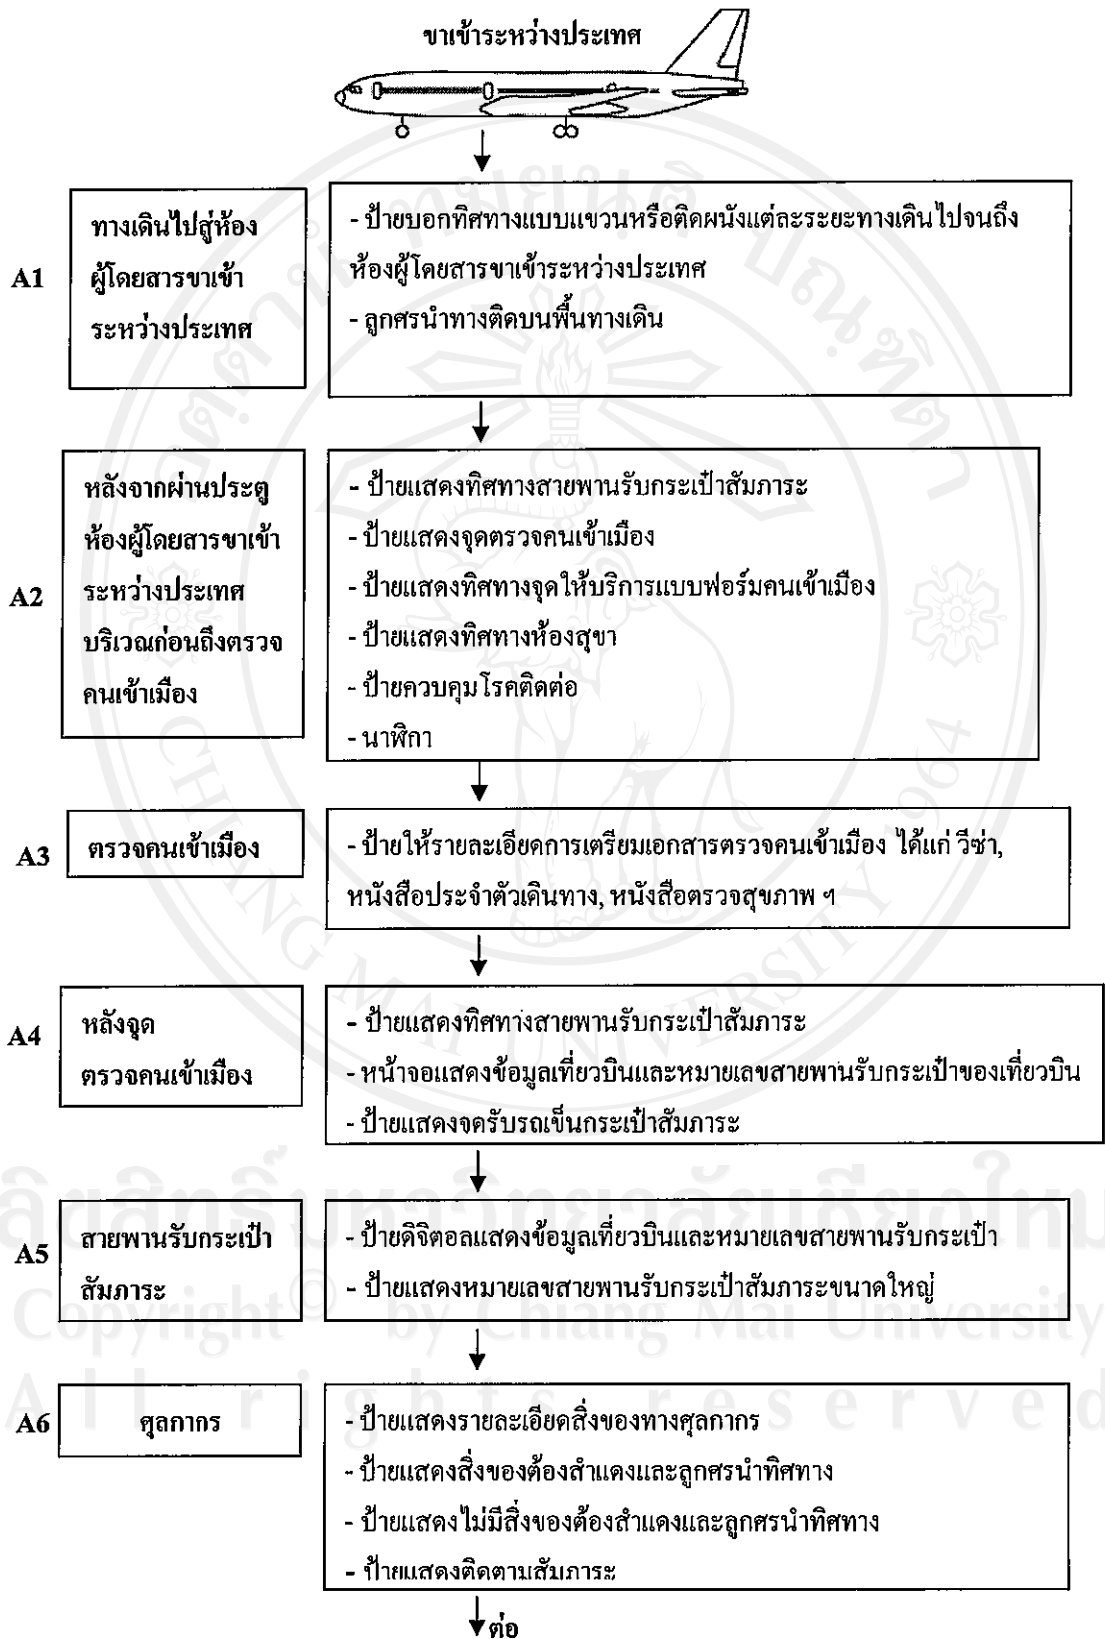 ขาเข้าระหว่างประเทศ
A1
ทางเดินไปสู่ห้อง
ผู้โดยสารขาเข้า
ระหว่างประเทศ
- ป้ายบอกทิศทางแบบแขวนหรือติดผนังแต่ละระยะทางเดินไปจนถึง
ห้องผู้โดยสารขาเข้าระหว่างประเทศ
- ลูกศรนำทางติดบนพื้นทางเดิน
A2
หลังจากผ่านประตู
ห้องผู้โดยสารขาเข้า
ระหว่างประเทศ
บริเวณก่อนถึงตรวจ
คนเข้าเมือง
- ป้ายแสดงทิศทางสายพานรับกระเป๋าสัมภาระ
- ป้ายแสดงจุดตรวจคนเข้าเมือง
- ป้ายแสดงทิศทางจุดให้บริการแบบฟอร์มคนเข้าเมือง
- ป้ายแสดงทิศทางห้องสุขา
- ป้ายควบคุมโรคติดต่อ
- นาฬิกา
A3
ตรวจคนเข้าเมือง
- ป้ายให้รายละเอียดการเตรียมเอกสารตรวจคนเข้าเมือง ได้แก่ วีซ่า,
หนังสือประจำตัวเดินทาง, หนังสือตรวจสุขภาพ ฯ
A4
หลังจุด
ตรวจคนเข้าเมือง
- ป้ายแสดงทิศทางสายพานรับกระเป๋าสัมภาระ
- หน้าจอแสดงข้อมูลเที่ยวบินและหมายเลขสายพานรับกระเป๋าของเที่ยวบิน
- ป้ายแสดงจดรับรถเข็นกระเป๋าสัมภาระ
A5
สายพานรับกระเป๋า
สัมภาระ
- ป้ายดิจิตอลแสดงข้อมูลเที่ยวบินและหมายเลขสายพานรับกระเป๋า
- ป้ายแสดงหมายเลขสายพานรับกระเป๋าสัมภาระขนาดใหญ่
A6
ศุลกากร
- ป้ายแสดงรายละเอียดสิ่งของทางศุลกากร
- ป้ายแสดงสิ่งของต้องสำแดงและลูกศรนำทิศทาง
- ป้ายแสดงไม่มีสิ่งของต้องสำแดงและลูกศรนำทิศทาง
- ป้ายแสดงติดตามสัมภาระ
ต่อ
CHIANG MAI UNIVERSITY 1964
Copyright © by Chiang Mai University
All rights reserved